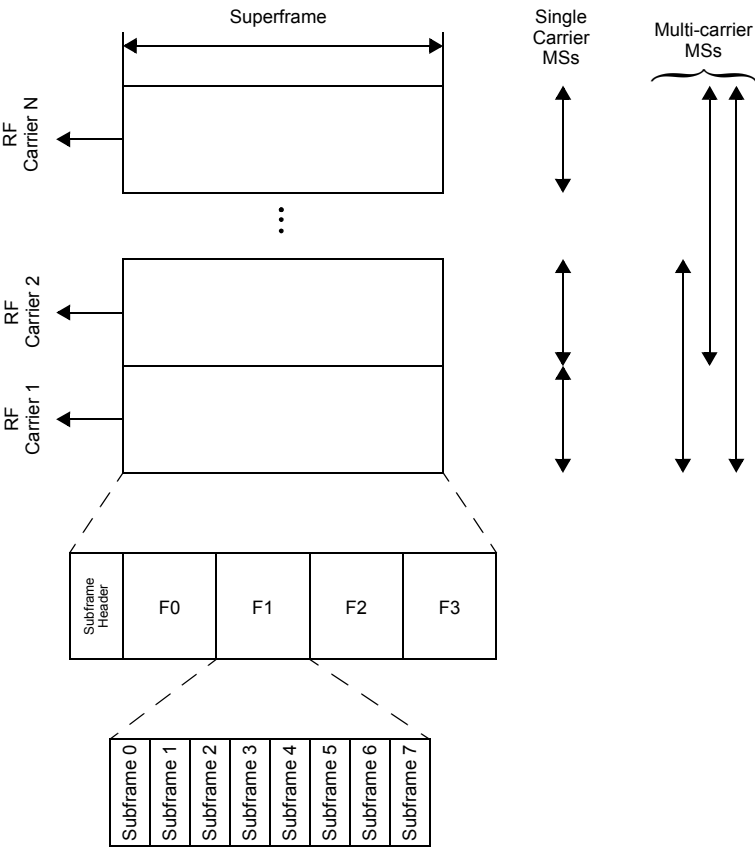 Superframe
Single
Carrier
MSs
Multi-carrier
MSs
RF
Carrier N
RF
Carrier 2
RF
Carrier 1
Subframe
Header
F0
F1
F2
F3
Subframe 0
Subframe 1
Subframe 2
Subframe 3
Subframe 4
Subframe 5
Subframe 6
Subframe 7